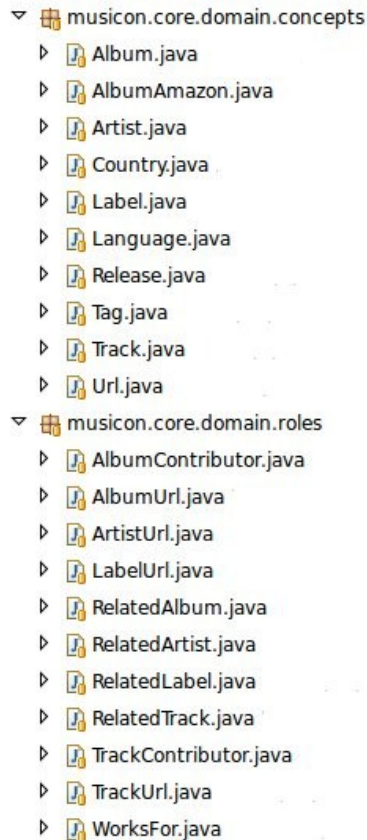 musicon.core.domain.concepts
Album.java
AlbumAmazon.java
Artist.java
Country.java
Label.java
Language.java
Release.java
Tag.java
Track.java
Url.java
musicon.core.domain.roles
AlbumContributor.java
AlbumUrl.java
ArtistUrl.java
LabelUrl.java
RelatedAlbum.java
RelatedArtist.java
RelatedLabel.java
RelatedTrack.java
TrackContributor.java
TrackUrl.java
WorksFor.java